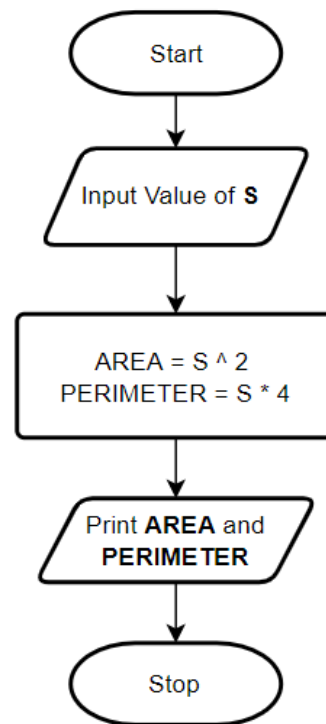 Start
Input Value of S
AREA = S ^ 2
PERIMETER = S * 4
Print AREA and
PERIMETER
Stop